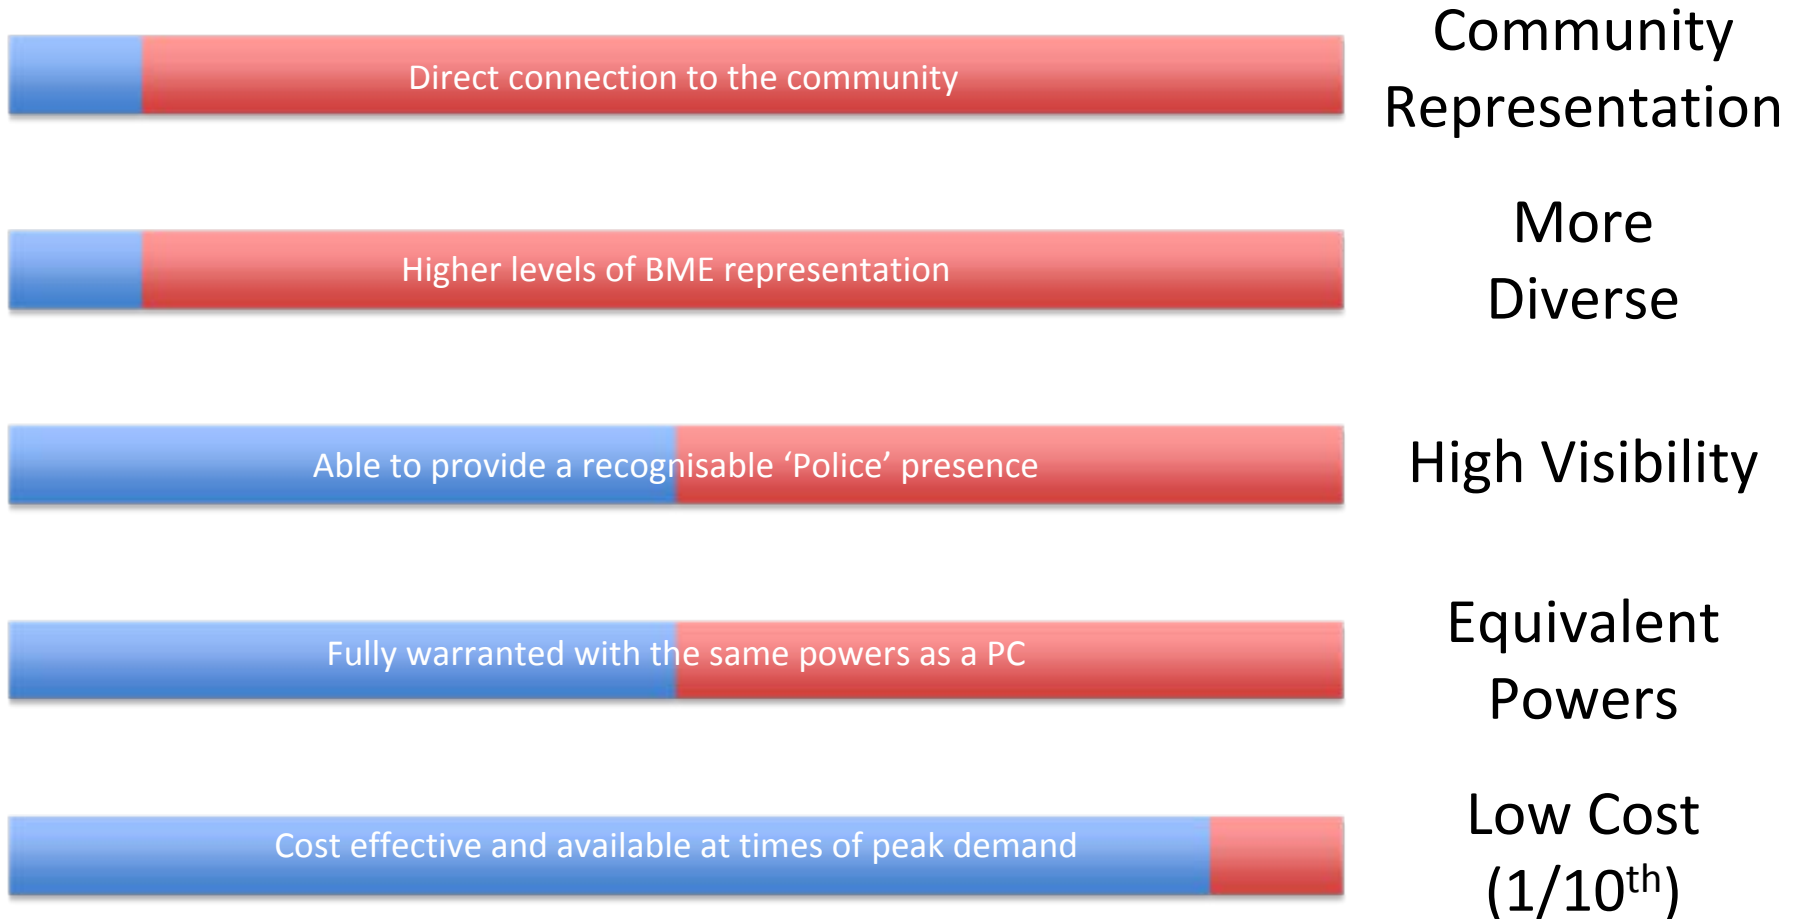 Direct connection to the community
Community
Representation
Higher levels of BME representation
More
Diverse
Able to provide a recognisable ‘Police’ presence
High Visibility
Fully warranted with the same powers as a PC
Equivalent
Powers
Cost effective and available at times of peak demand
Low Cost
(1/10th)